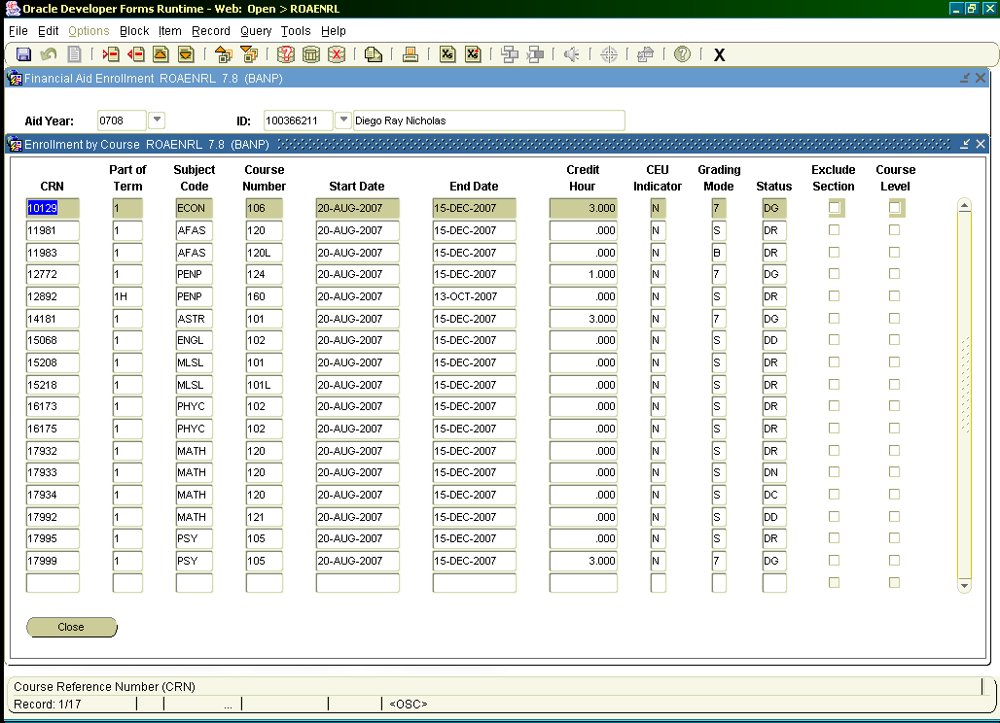 Oracle Developer Forms Runtime - Web: Open > ROAENRL
File Edit Options Block Item Record Query Tools Help
Financial Aid Enrollment ROAENRL 7.8 (BANP)
Aid Year: 0708 ID: 100366211 Diego Ray Nicholas
Enrollment by Course ROAENRL 7.8 (BANP)
Part of Subject Course Credit CEU Grading Exclude Course
CRN Term Code Number Start Date End Date Hour Indicator Mode Status Section Level
10129 1 ECON 106 20-AUG-2007 15-DEC-2007 3.000 N 7 DG
11981 1 AFAS 120 20-AUG-2007 15-DEC-2007 .000 N S DR
11983 1 AFAS 120L 20-AUG-2007 15-DEC-2007 .000 N B DR
12772 1 PENP 124 20-AUG-2007 15-DEC-2007 1.000 N 7 DG
12892 1H PENP 160 20-AUG-2007 13-OCT-2007 .000 N S DR
14181 1 ASTR 101 20-AUG-2007 15-DEC-2007 3.000 N 7 DG
15068 1 ENGL 102 20-AUG-2007 15-DEC-2007 .000 N S DD
15208 1 MLSL 101 20-AUG-2007 15-DEC-2007 .000 N S DR
15218 1 MLSL 101L 20-AUG-2007 15-DEC-2007 .000 N S DR
16173 1 PHYC 102 20-AUG-2007 15-DEC-2007 .000 N S DR
16175 1 PHYC 102 20-AUG-2007 15-DEC-2007 .000 N S DR
17932 1 MATH 120 20-AUG-2007 15-DEC-2007 .000 N S DR
17933 1 MATH 120 20-AUG-2007 15-DEC-2007 .000 N S DN
17934 1 MATH 120 20-AUG-2007 15-DEC-2007 .000 N S DC
17992 1 MATH 121 20-AUG-2007 15-DEC-2007 .000 N S DD
17995 1 PSY 105 20-AUG-2007 15-DEC-2007 .000 N S DR
17999 1 PSY 105 20-AUG-2007 15-DEC-2007 3.000 N 7 DG
Close
Course Reference Number (CRN)
Record: 1/17 ... <OSC>